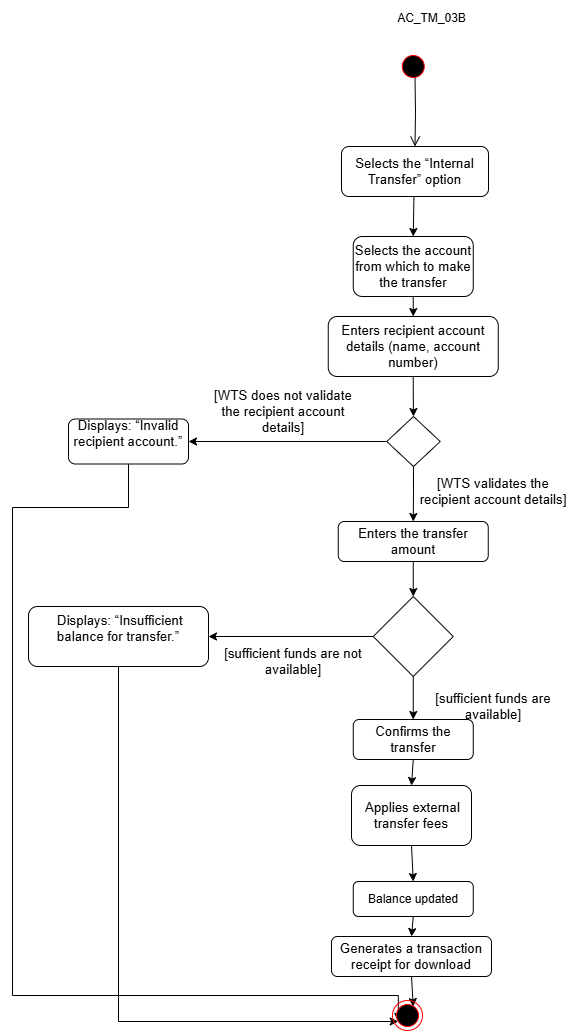 AC_TM_03B
Selects the “Internal
Transfer” option
Selects the account
from which to make
the transfer
Enters recipient account
details (name, account
number)
[WTS does not validate
the recipient account
details]
Displays: “Invalid
recipient account.”
[WTS validates the
recipient account details]
Enters the transfer
amount
Displays: “Insufficient
balance for transfer.”
[sufficient funds are not
available]
[sufficient funds are
available]
Confirms the
transfer
Applies external
transfer fees
Balance updated
Generates a transaction
receipt for download